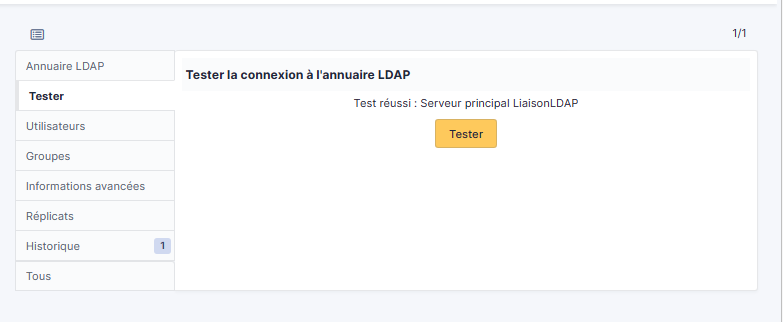 1/1
Annuaire LDAP
Tester
Utilisateurs
Groupes
Informations avancées
Réplicats
Historique 1
Tous
Tester la connexion à l'annuaire LDAP
Test réussi : Serveur principal LiaisonLDAP
Tester